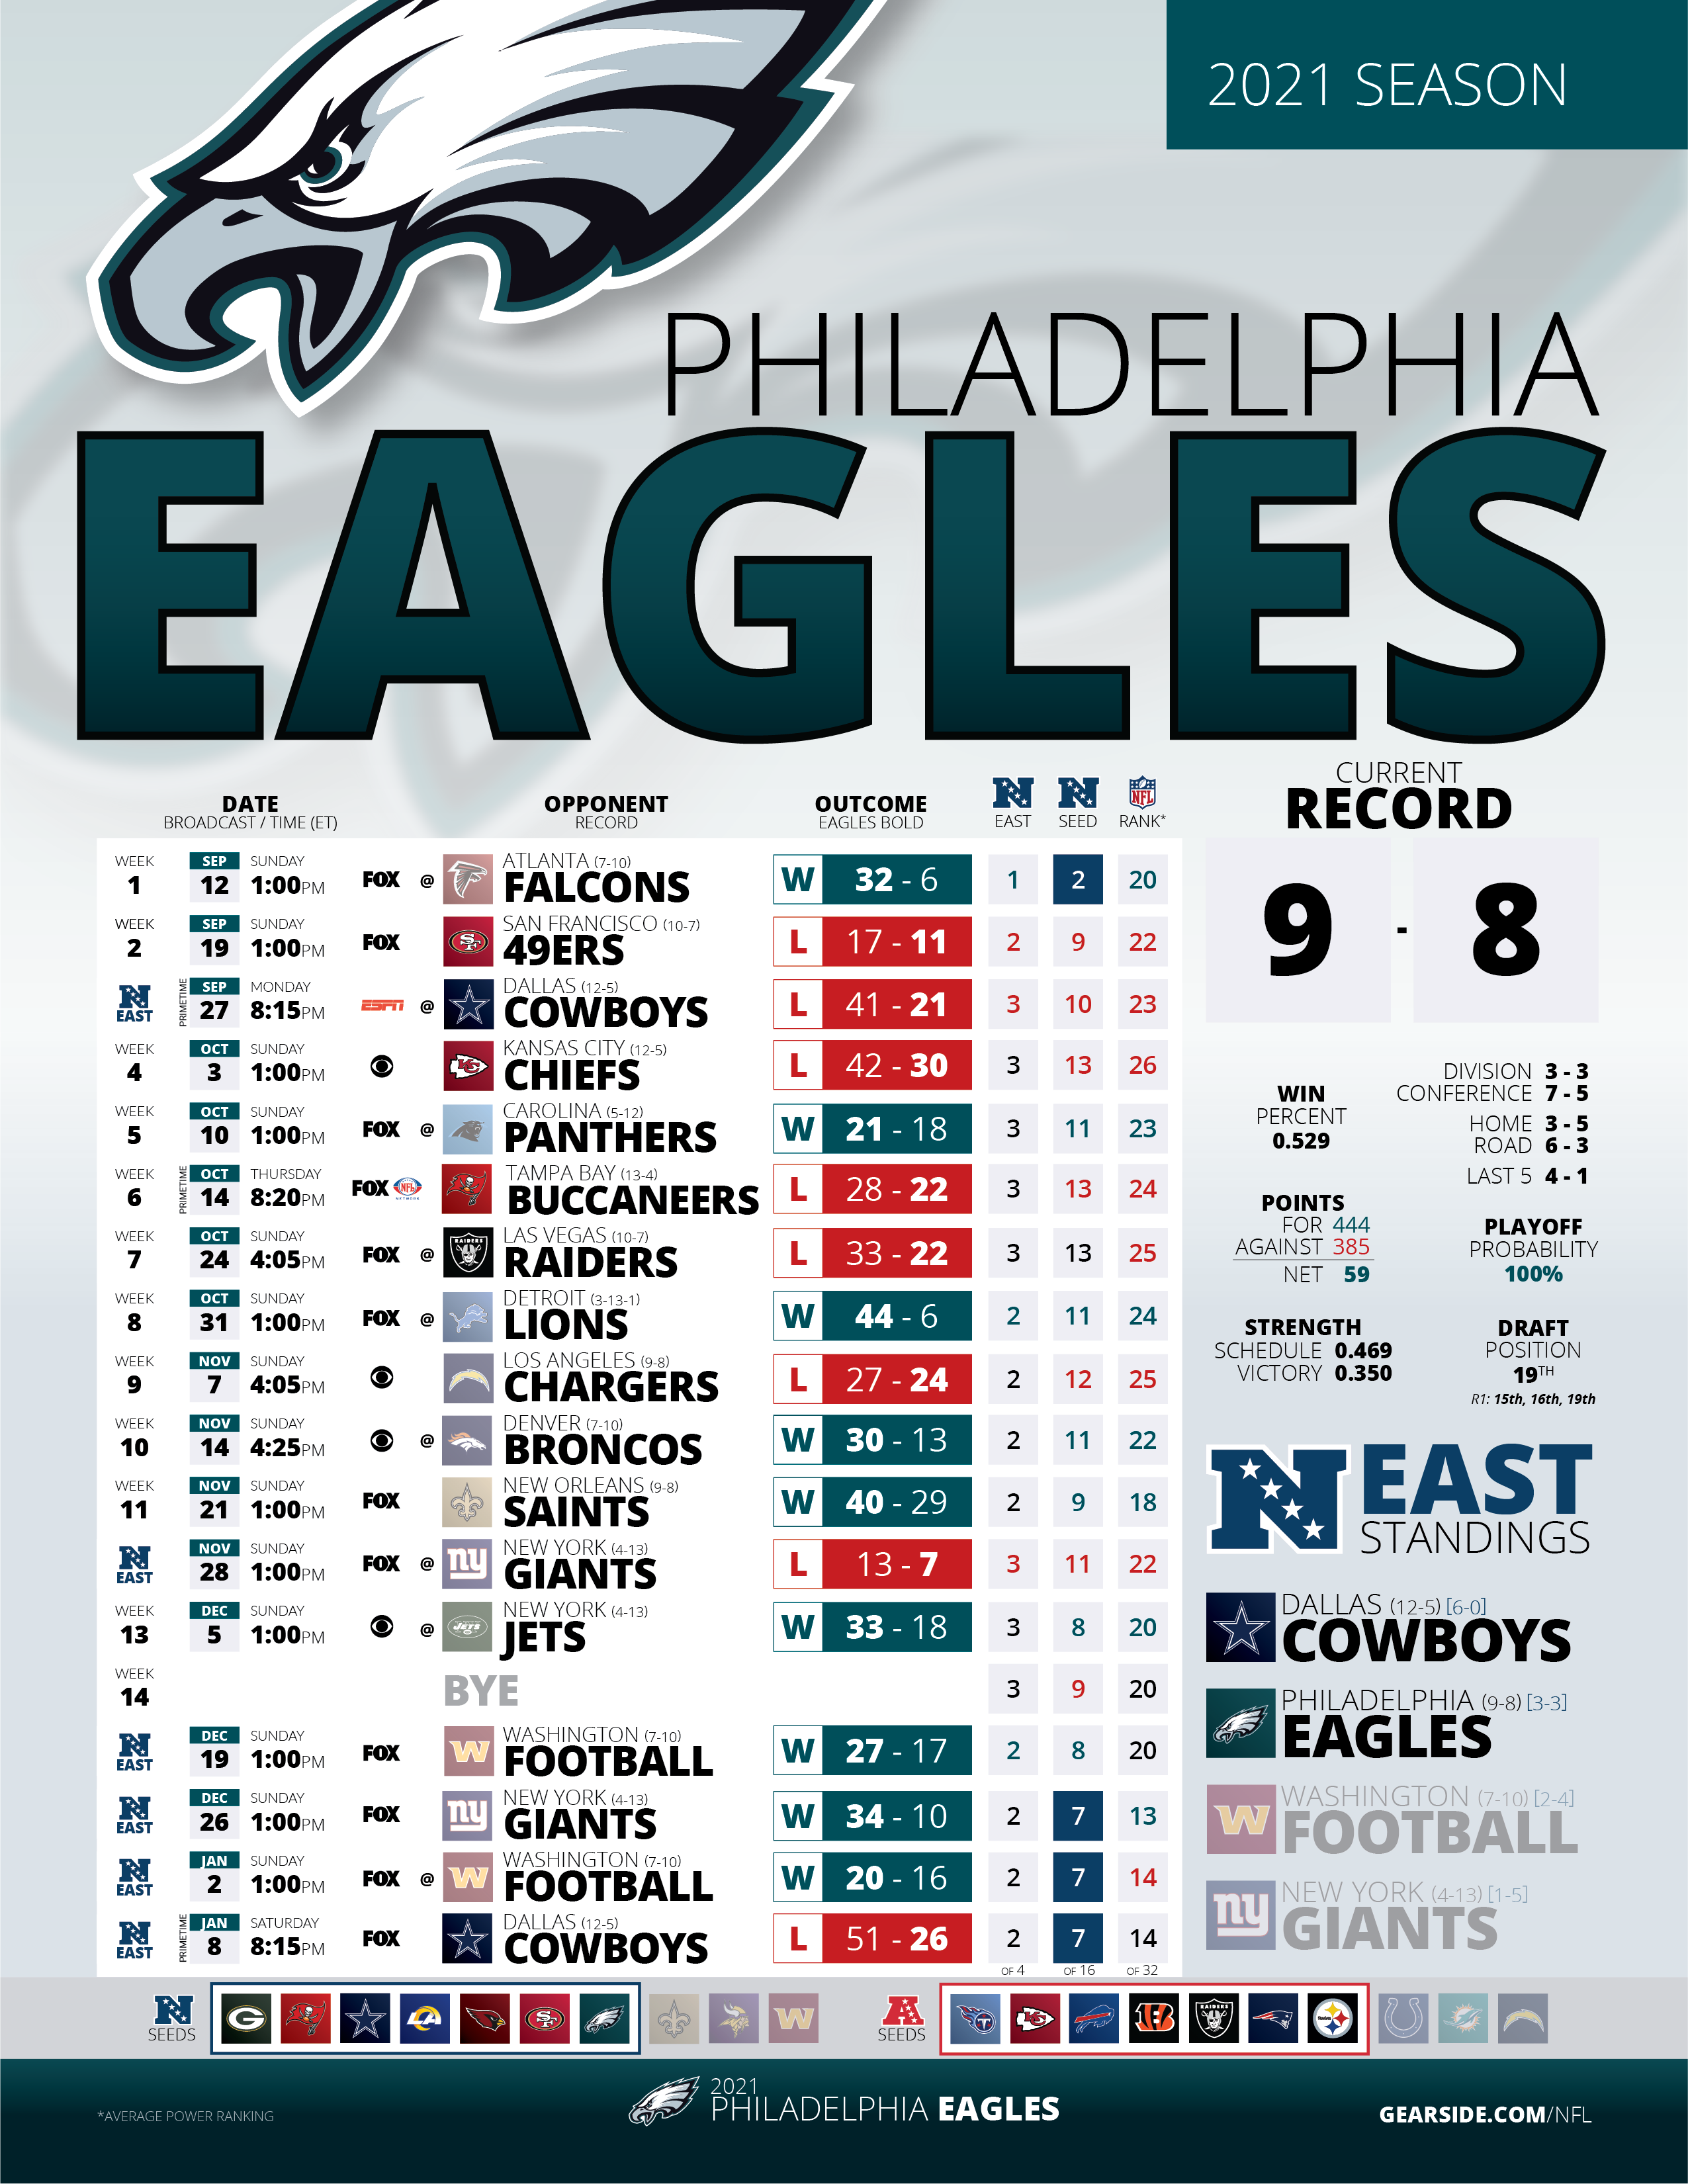 2021 SEASON
PHILADELPHIA
EAGLES
DATE
BROADCAST / TIME (ET)
OPPONENT
RECORD
OUTCOME
EAGLES BOLD
N EAST
N SEED
NFL RANK*
WEEK 1 SEP 12 SUNDAY 1:00PM FOX @ ATLANTA (7-10) FALCONS W 32 - 6 1 2 20
WEEK 2 SEP 19 SUNDAY 1:00PM FOX SF SAN FRANCISCO (10-7) 49ERS L 17 - 11 2 9 22
N EAST PRIMETIME SEP 27 MONDAY 8:15PM ESPN @ DALLAS (12-5) COWBOYS L 41 - 21 3 10 23
WEEK 4 OCT 3 SUNDAY 1:00PM KC KANSAS CITY (12-5) CHIEFS L 42 - 30 3 13 26
WEEK 5 OCT 10 SUNDAY 1:00PM FOX @ CAROLINA (5-12) PANTHERS W 21 - 18 3 11 23
WEEK 6 PRIMETIME OCT 14 THURSDAY 8:20PM FOX NFL NETWORK TAMPA BAY (13-4) BUCCANEERS L 28 - 22 3 13 24
WEEK 7 OCT 24 SUNDAY 4:05PM FOX @ RAIDERS LAS VEGAS (10-7) RAIDERS L 33 - 22 3 13 25
WEEK 8 OCT 31 SUNDAY 1:00PM FOX @ DETROIT (3-13-1) LIONS W 44 - 6 2 11 24
WEEK 9 NOV 7 SUNDAY 4:05PM LOS ANGELES (9-8) CHARGERS L 27 - 24 2 12 25
WEEK 10 NOV 14 SUNDAY 4:25PM @ DENVER (7-10) BRONCOS W 30 - 13 2 11 22
WEEK 11 NOV 21 SUNDAY 1:00PM FOX NEW ORLEANS (9-8) SAINTS W 40 - 29 2 9 18
N EAST NOV 28 SUNDAY 1:00PM FOX @ ny NEW YORK (4-13) GIANTS L 13 - 7 3 11 22
WEEK 13 DEC 5 SUNDAY 1:00PM @ JETS NEW YORK (4-13) JETS W 33 - 18 3 8 20
WEEK 14 BYE 3 9 20
N EAST DEC 19 SUNDAY 1:00PM FOX W WASHINGTON (7-10) FOOTBALL W 27 - 17 2 8 20
N EAST DEC 26 SUNDAY 1:00PM FOX ny NEW YORK (4-13) GIANTS W 34 - 10 2 7 13
N EAST JAN 2 SUNDAY 1:00PM FOX @ W WASHINGTON (7-10) FOOTBALL W 20 - 16 2 7 14
N EAST PRIMETIME JAN 8 SATURDAY 8:15PM FOX DALLAS (12-5) COWBOYS L 51 - 26 2 7 14
OF 4 OF 16 OF 32
CURRENT
RECORD
9 - 8
WIN
PERCENT
0.529
DIVISION 3 - 3
CONFERENCE 7 - 5
HOME 3 - 5
ROAD 6 - 3
LAST 5 4 - 1
POINTS
FOR 444
AGAINST 385
NET 59
PLAYOFF
PROBABILITY
100%
STRENGTH
SCHEDULE 0.469
VICTORY 0.350
DRAFT
POSITION
19TH
R1: 15th, 16th, 19th
N EAST
STANDINGS
DALLAS (12-5) [6-0]
COWBOYS
PHILADELPHIA (9-8) [3-3]
EAGLES
W WASHINGTON (7-10) [2-4]
FOOTBALL
ny NEW YORK (4-13) [1-5]
GIANTS
N SEEDS G LA SF W
A SEEDS T KC B RAIDERS Steelers
*AVERAGE POWER RANKING
2021
PHILADELPHIA EAGLES
GEARSIDE.COM/NFL